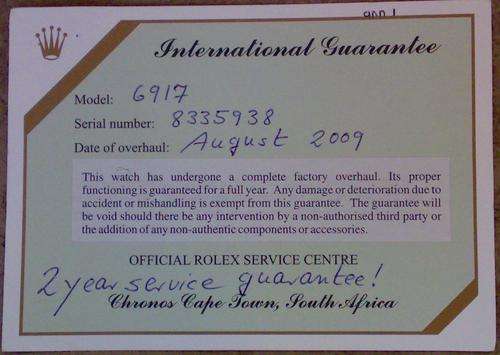 International Guarantee
Model: 6917
Serial number: 8335938
Date of overhaul: August 2009
This watch has undergone a complete factory overhaul. Its proper
functioning is guaranteed for a full year. Any damage or deterioration due to
accident or mishandling is exempt from this guarantee. The guarantee will
be void should there be any intervention by a non-authorised third party or
the addition of any non-authentic components or accessories.
OFFICIAL ROLEX SERVICE CENTRE
2 year service guarantee!
Chronos Cape Town, South Africa